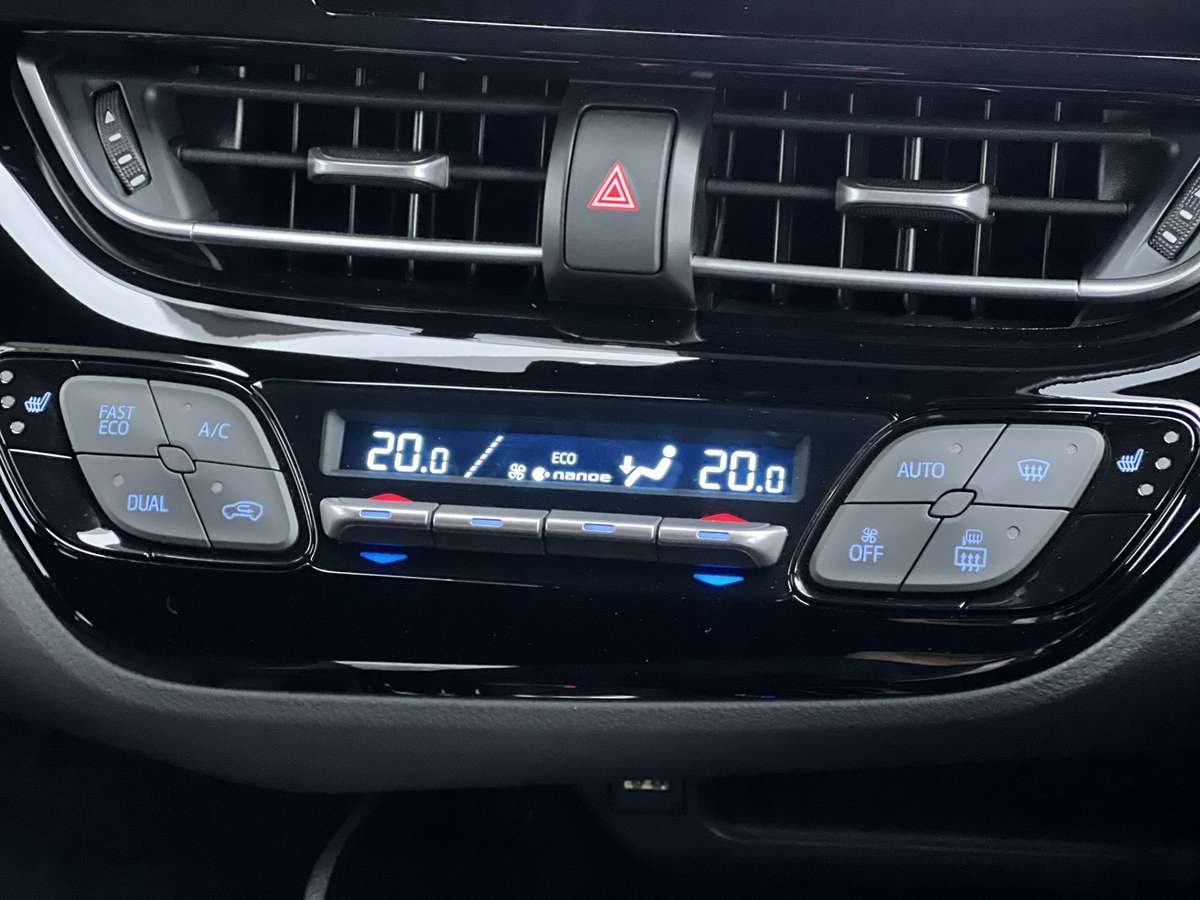 FAST
ECO
A/C
DUAL
20.0
ECO
nanoe
20.0
AUTO
OFF